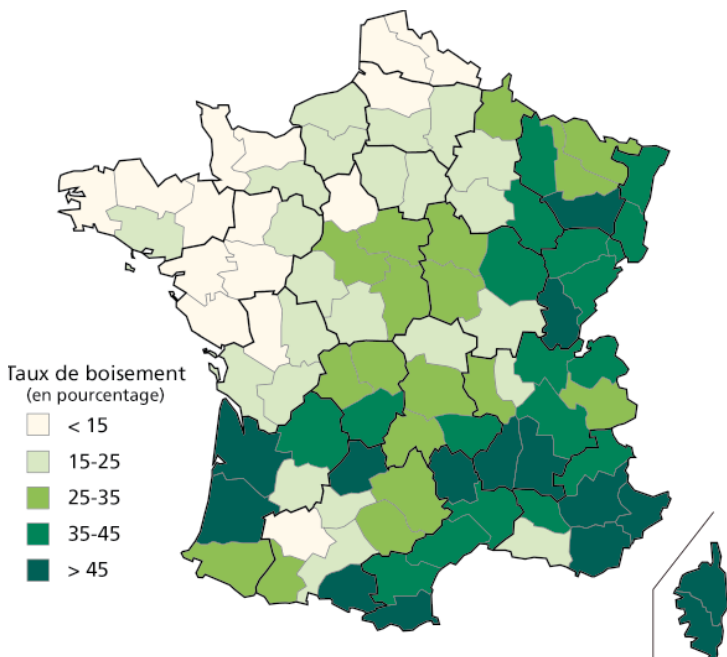 Taux de boisement
(en pourcentage)
< 15
15-25
25-35
35-45
> 45